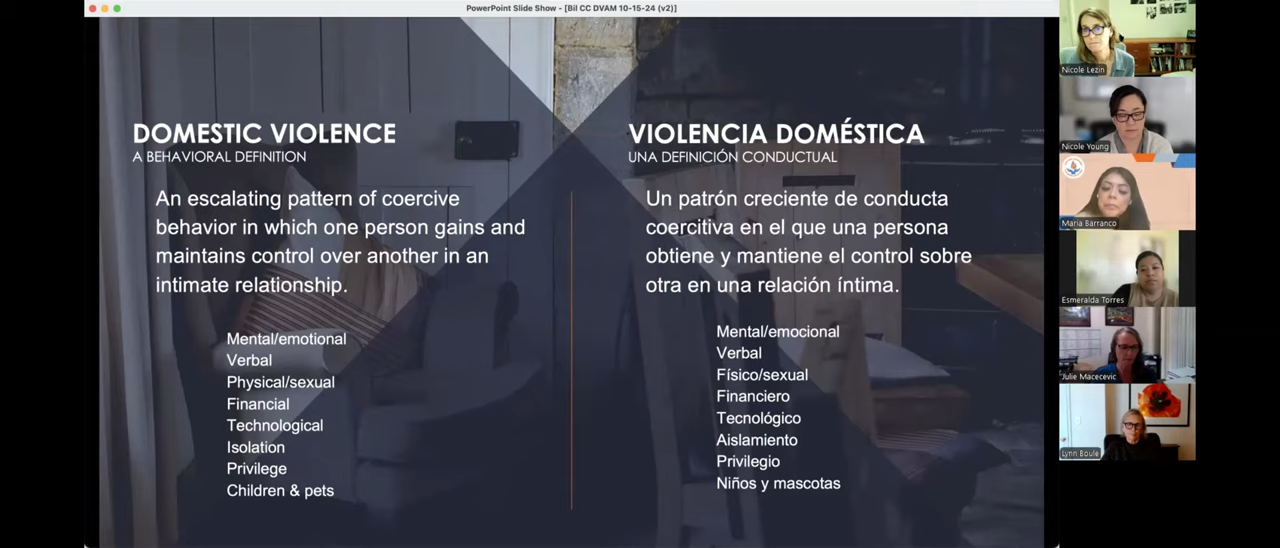 PowerPoint Slide Show - [Bil CC DVAM 10-15-24 (v2)]
DOMESTIC VIOLENCE
A BEHAVIORAL DEFINITION
An escalating pattern of coercive
behavior in which one person gains and
maintains control over another in an
intimate relationship.
Mental/emotional
Verbal
Physical/sexual
Financial
Technological
Isolation
Privilege
Children & pets
VIOLENCIA DOMÉSTICA
UNA DEFINICIÓN CONDUCTUAL
Un patrón creciente de conducta
coercitiva en el que una persona
obtiene y mantiene el control sobre
otra en una relación íntima.
Mental/emocional
Verbal
Físico/sexual
Financiero
Tecnológico
Aislamiento
Privilegio
Niños y mascotas
Nicole Lezin
Nicole Young
Maria Barranco
Esmeralda Torres
Julie Macecevic
Lynn Boule